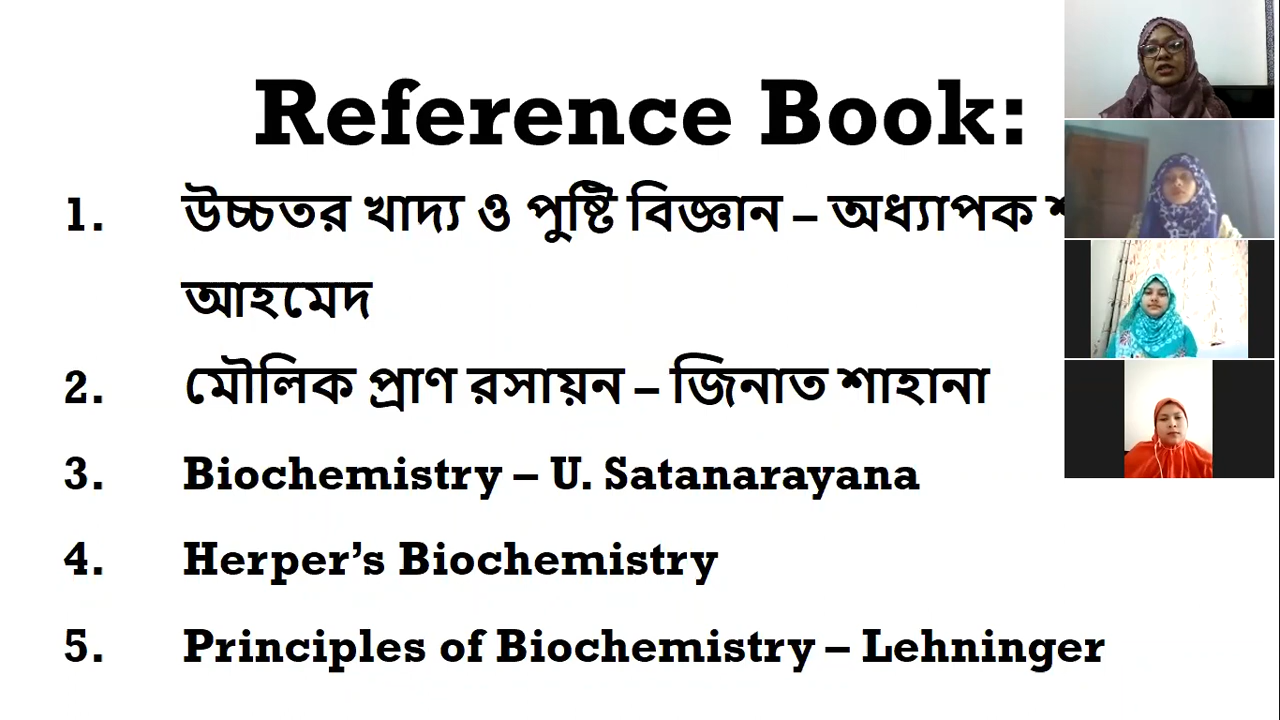 Reference Book:
1. উচ্চতর খাদ্য ও পুষ্টি বিজ্ঞান – অধ্যাপক
আহমেদ
2. মৌলিক প্রাণ রসায়ন – জিনাত শাহানা
3. Biochemistry – U. Satanarayana
4. Herper’s Biochemistry
5. Principles of Biochemistry – Lehninger